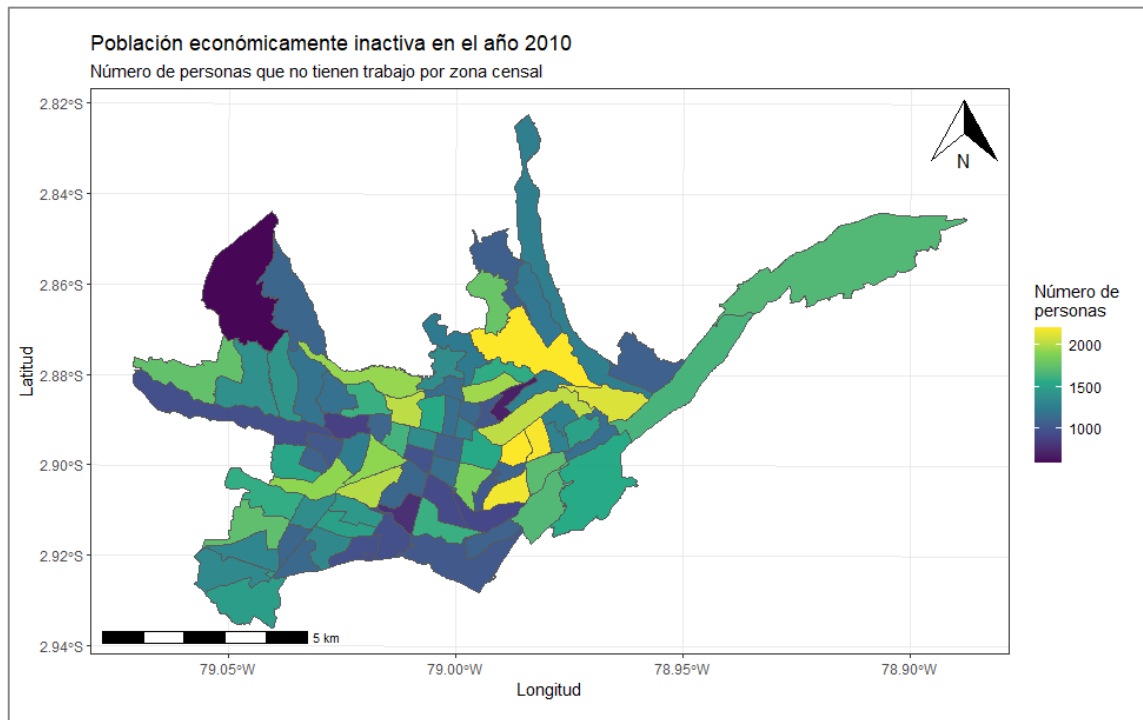 Población económicamente inactiva en el año 2010
Número de personas que no tienen trabajo por zona censal
2.82°S
2.84°S
2.86°S
2.88°S
2.90°S
2.92°S
2.94°S
Latitud
N
5 km
79.05°W
79.00°W
78.95°W
78.90°W
Longitud
Número de
personas
2000
1500
1000